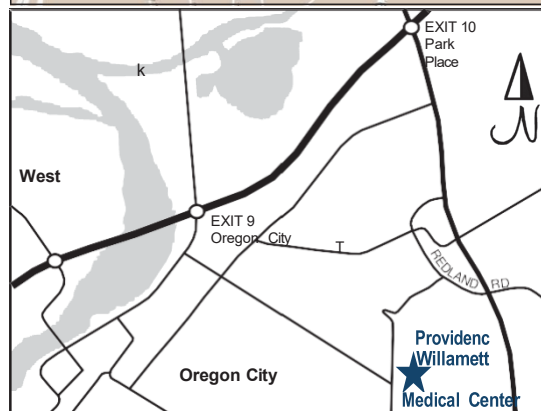 EXIT 10
Park
Place
k
West
EXIT 9
Oregon City
T
REDLAND RD
Providenc
Willamett
Medical Center
Oregon City
N